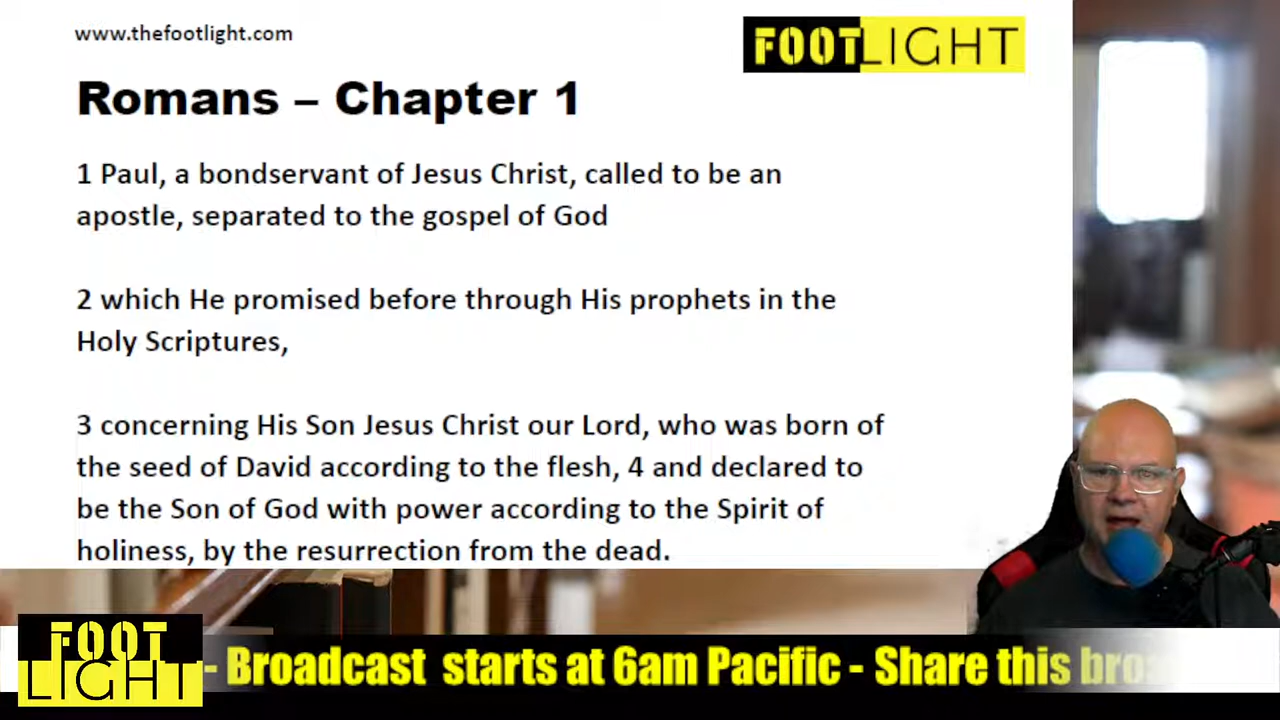 www.thefootlight.com
FOOTLIGHT
Romans – Chapter 1
1 Paul, a bondservant of Jesus Christ, called to be an
apostle, separated to the gospel of God
2 which He promised before through His prophets in the
Holy Scriptures,
3 concerning His Son Jesus Christ our Lord, who was born of
the seed of David according to the flesh, 4 and declared to
be the Son of God with power according to the Spirit of
holiness, by the resurrection from the dead.
FOOT
LIGHT
- Broadcast starts at 6am Pacific - Share this